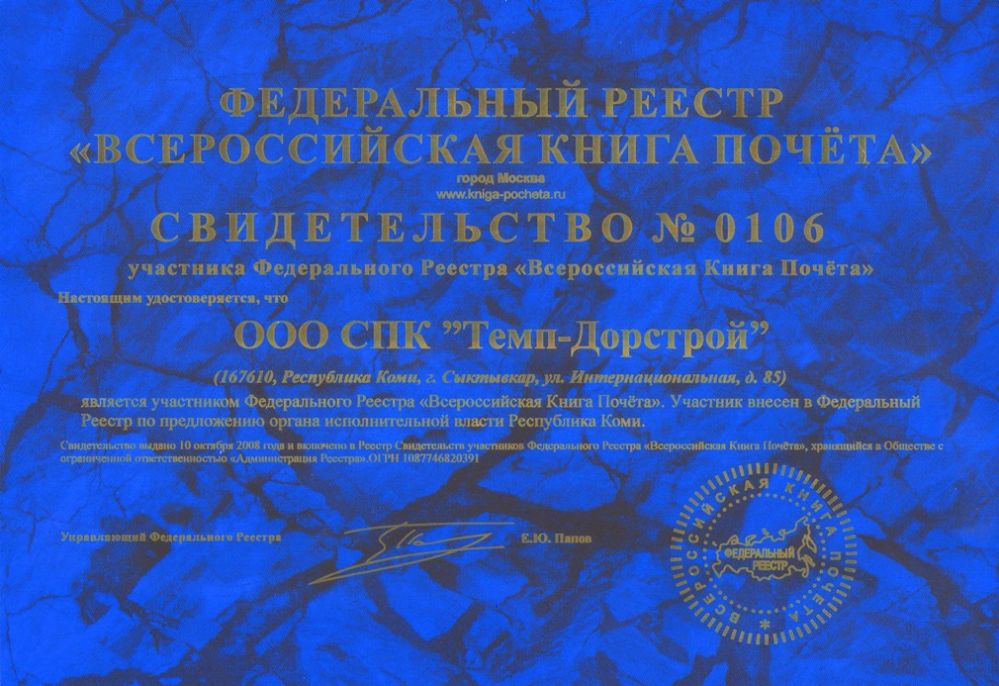 ФЕДЕРАЛЬНЫЙ РЕЕСТР
«ВСЕРОССИЙСКАЯ КНИГА ПОЧЁТА»
город Москва
www.kniga-pocheta.ru
СВИДЕТЕЛЬСТВО № 0106
участника Федерального Реестра «Всероссийская Книга Почёта»
Настоящим удостоверяется, что
ООО СПК "Темп-Дорстрой"
(167610, Республика Коми, г. Сыктывкар, ул. Интернациональная, д. 85)
является участником Федерального Реестра «Всероссийская Книга Почёта». Участник внесен в Федеральный
Реестр по предложению органа исполнительной власти Республика Коми.
Свидетельство выдано 10 октября 2008 года и включено в Реестр Свидетельств участников Федерального Реестра «Всероссийская Книга Почёта», хранящийся в Обществе с
ограниченной ответственностью «Администрация Реестра».ОГРН 1087746820391
Управляющий Федерального Реестра
Е.Ю. Папов
ВСЕРОССИЙСКАЯ КНИГА ПОЧЕТА *
ФЕДЕРАЛЬНЫЙ
РЕЕСТР